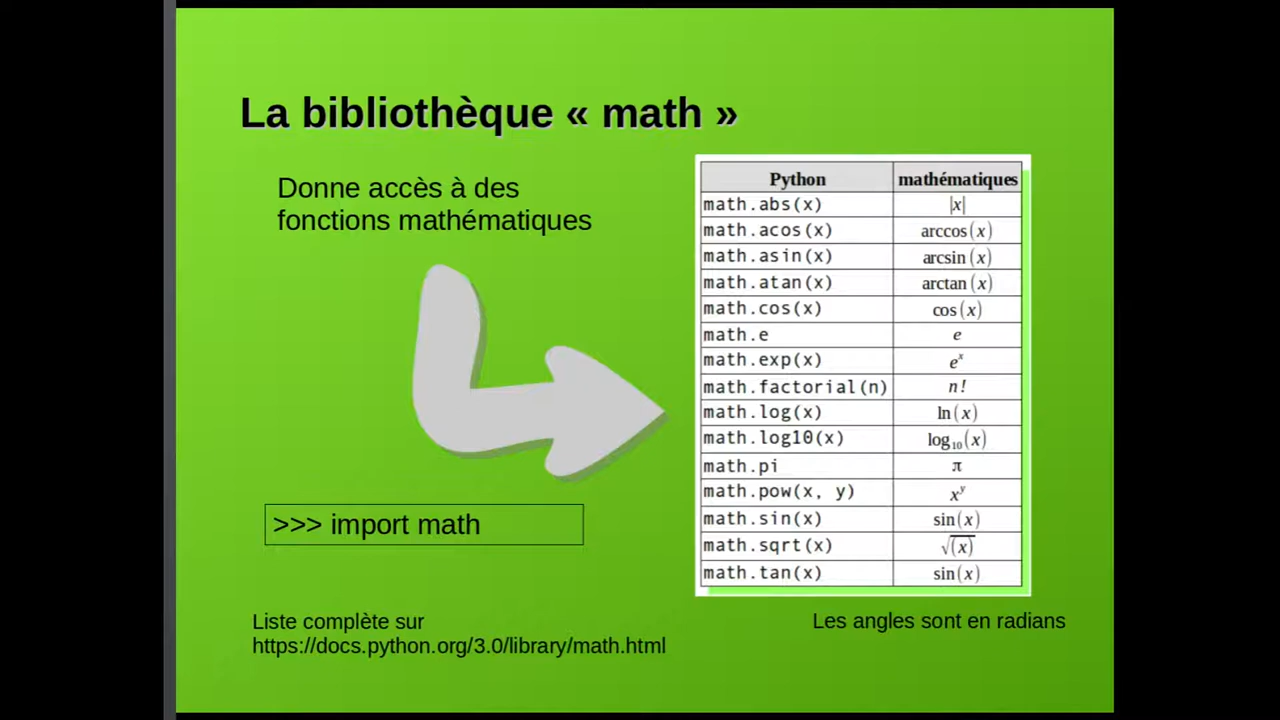 La bibliothèque « math »
Donne accès à des
fonctions mathématiques
Python mathématiques
math.abs(x) |x|
math.acos(x) arccos(x)
math.asin(x) arcsin(x)
math.atan(x) arctan(x)
math.cos(x) cos(x)
math.e e
math.exp(x) eˣ
math.factorial(n) n!
math.log(x) ln(x)
math.log10(x) log₁₀(x)
math.pi π
math.pow(x, y) xʸ
math.sin(x) sin(x)
math.sqrt(x) √(x)
math.tan(x) sin(x)
>>> import math
Liste complète sur
https://docs.python.org/3.0/library/math.html
Les angles sont en radians